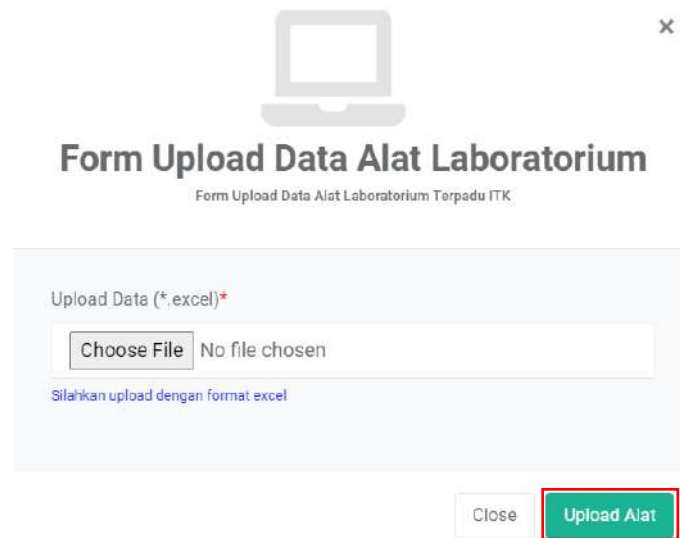 ×
Form Upload Data Alat Laboratorium
Form Upload Data Alat Laboratorium Terpadu ITK
Upload Data (*.excel)*
Choose File No file chosen
Silahkan upload dengan format excel
Close Upload Alat